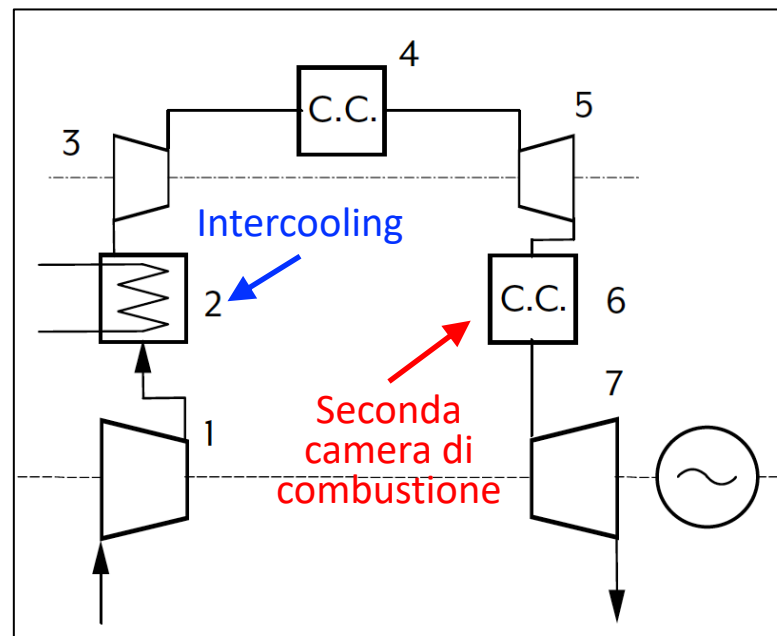 4
C.C.
5
3
Intercooling
2
C.C.
6
7
Seconda
camera di
combustione
1